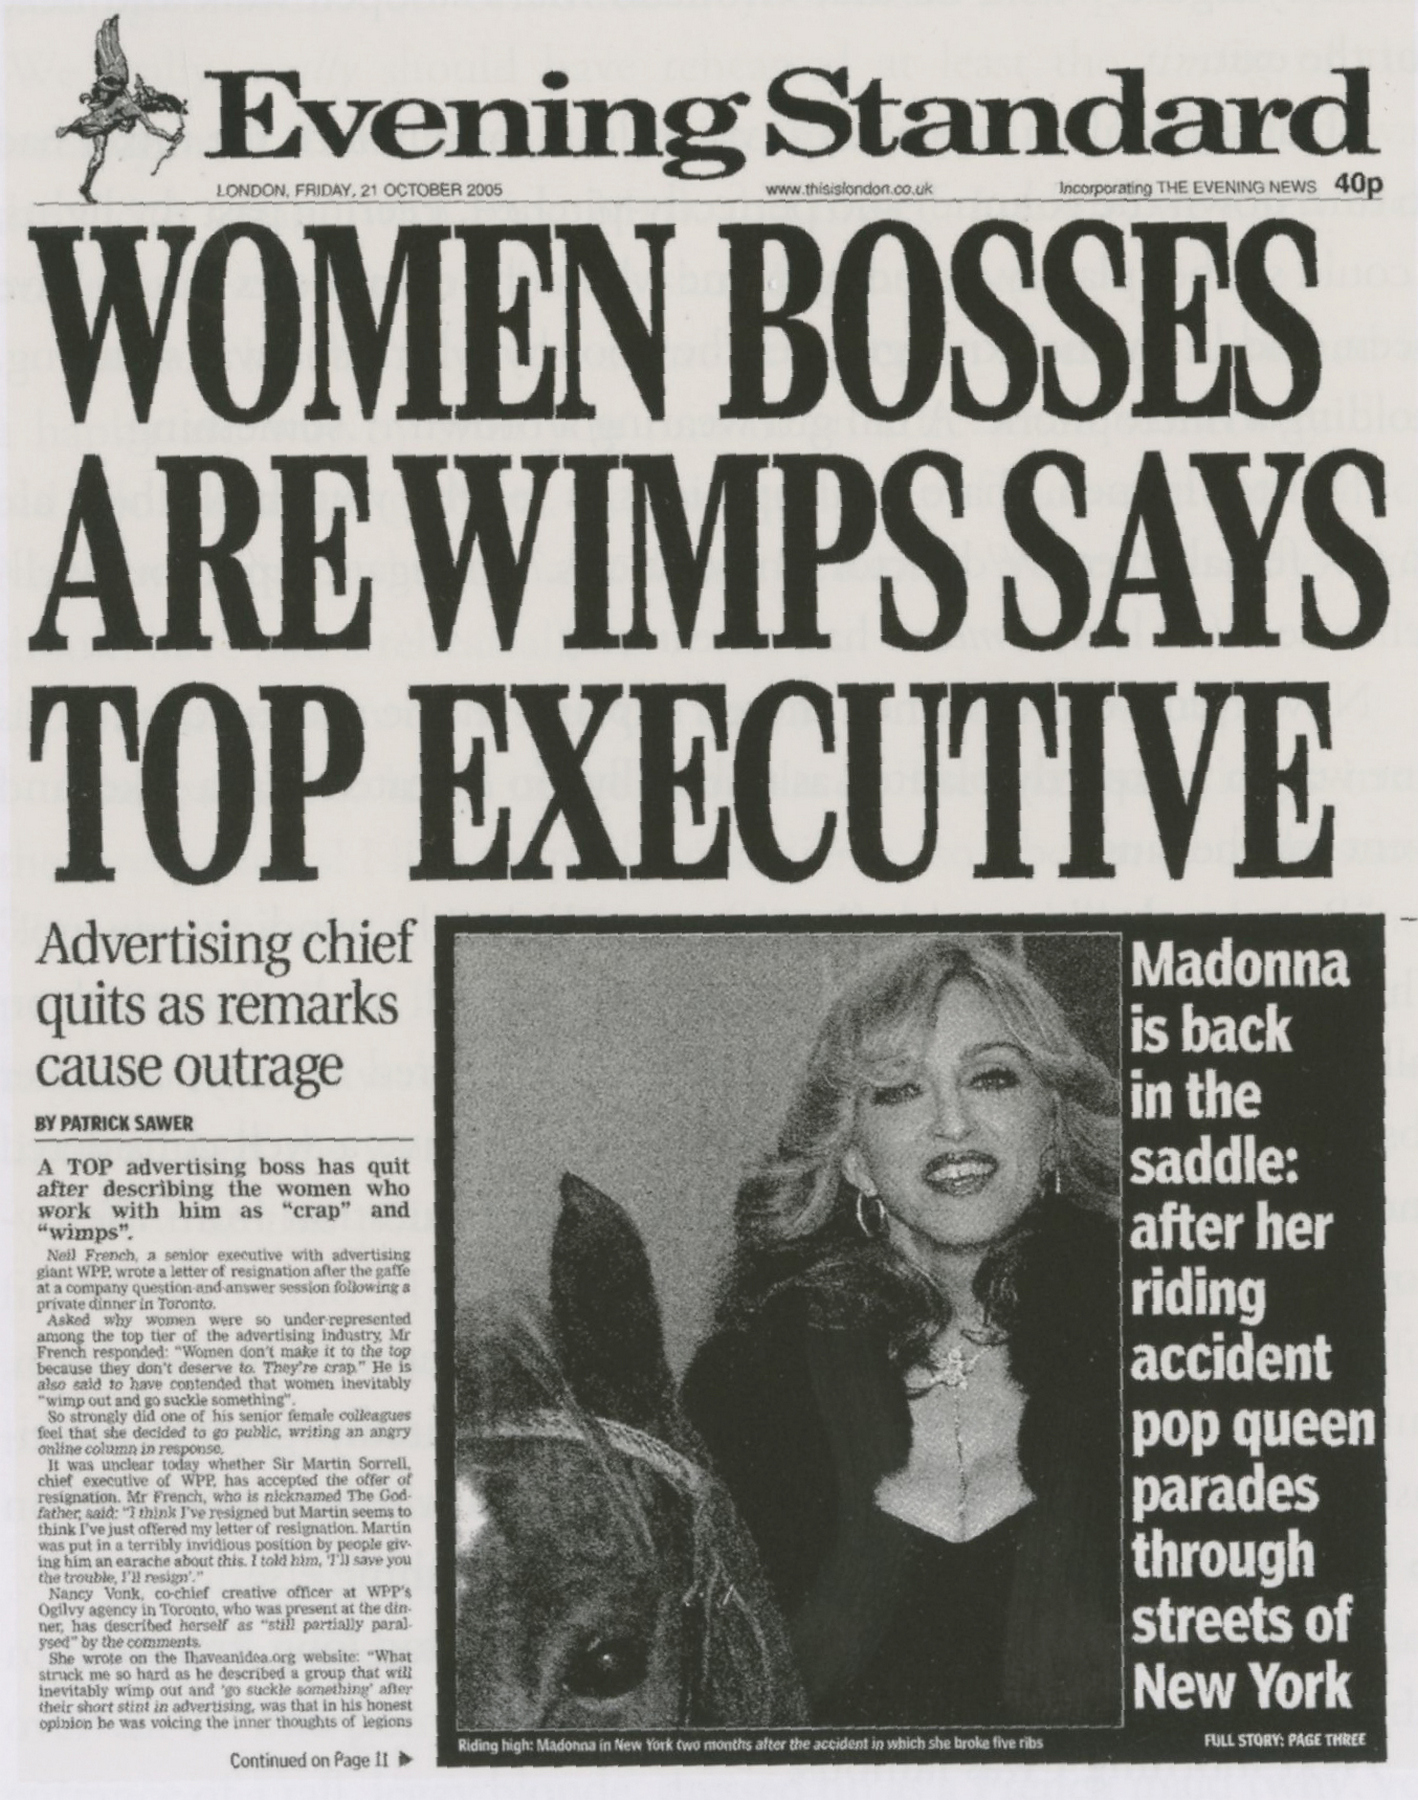 Evening Standard
LONDON, FRIDAY, 21 OCTOBER 2005
www.thisislondon.co.uk
Incorporating THE EVENING NEWS 40p
WOMEN BOSSES
ARE WIMPS SAYS
TOP EXECUTIVE
Advertising chief
quits as remarks
cause outrage
BY PATRICK SAWER
A TOP advertising boss has quit
after describing the women who
work with him as “crap” and
“wimps”.
Neil French, a senior executive with advertising
giant WPP, wrote a letter of resignation after the gaffe
at a company question-and-answer session following a
private dinner in Toronto.
Asked why women were so under-represented
among the top tier of the advertising industry, Mr
French responded: “Women don't make it to the top
because they don't deserve to. They're crap.” He is
also said to have contended that women inevitably
“wimp out and go suckle something”.
So strongly did one of his senior female colleagues
feel that she decided to go public, writing an angry
online column in response.
It was unclear today whether Sir Martin Sorrell,
chief executive of WPP, has accepted the offer of
resignation. Mr French, who is nicknamed The God-
father, said: “I think I've resigned but Martin seems to
think I've just offered my letter of resignation. Martin
was put in a terribly invidious position by people giv-
ing him an earache about this. I told him, ‘I'll save you
the trouble, I'll resign’.”
Nancy Vonk, co-chief creative officer at WPP's
Ogilvy agency in Toronto, who was present at the din-
ner, has described herself as “still partially paral-
ysed” by the comments.
She wrote on the Ihaveanidea.org website: “What
struck me so hard as he described a group that will
inevitably wimp out and ‘go suckle something’ after
their short stint in advertising, was that in his honest
opinion he was voicing the inner thoughts of legions
Continued on Page II
Madonna
is back
in the
saddle:
after her
riding
accident
pop queen
parades
through
streets of
New York
Riding high: Madonna in New York two months after the accident in which she broke five ribs
FULL STORY: PAGE THREE